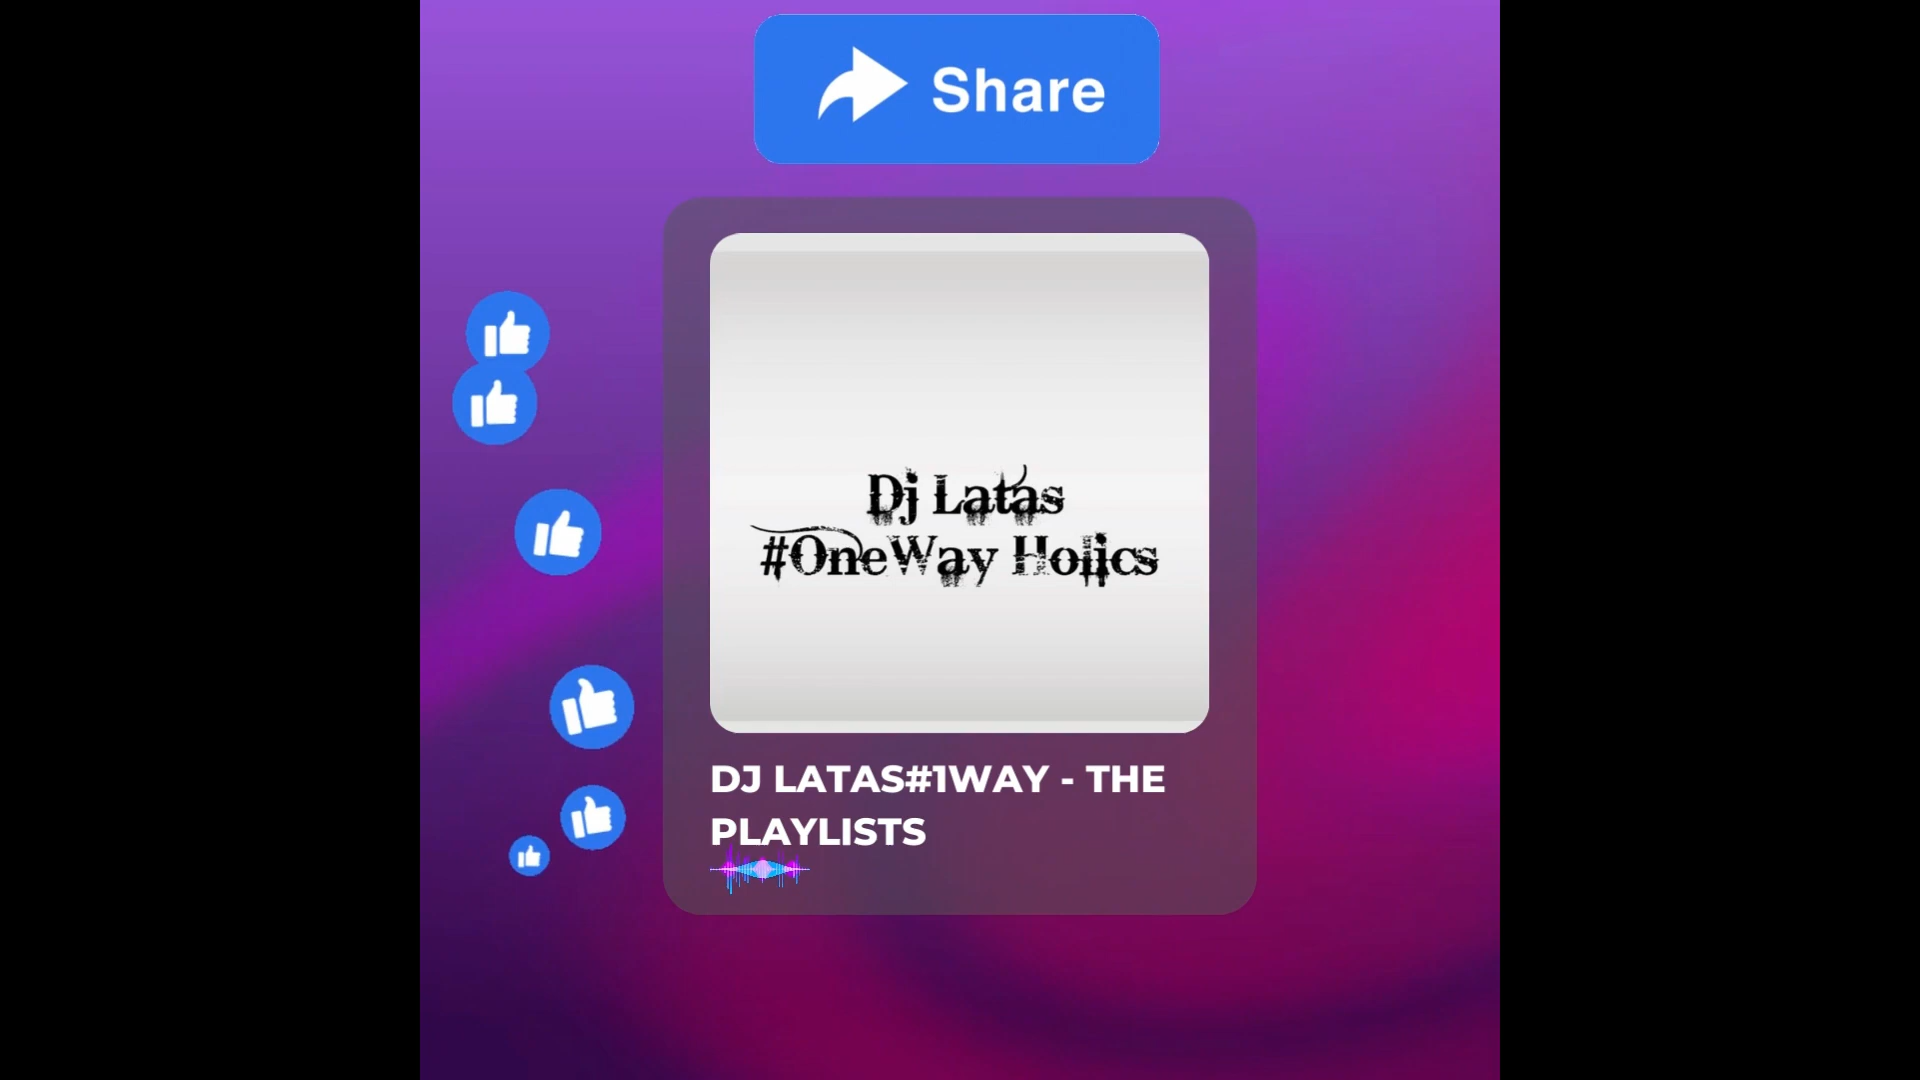 Share
Dj Latas
#OneWay Holics
DJ LATAS#1WAY - THE
PLAYLISTS